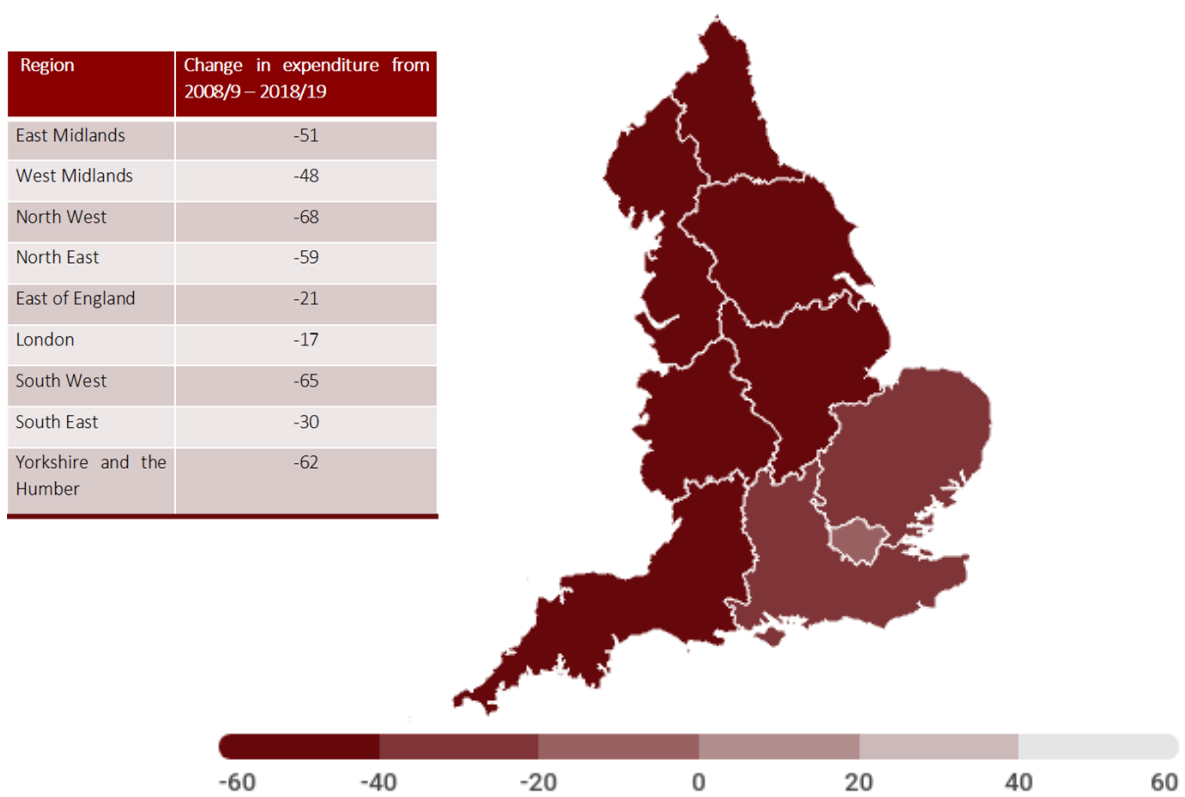 Region Change in expenditure from
2008/9 – 2018/19
East Midlands -51
West Midlands -48
North West -68
North East -59
East of England -21
London -17
South West -65
South East -30
Yorkshire and the -62
Humber
-60 -40 -20 0 20 40 60